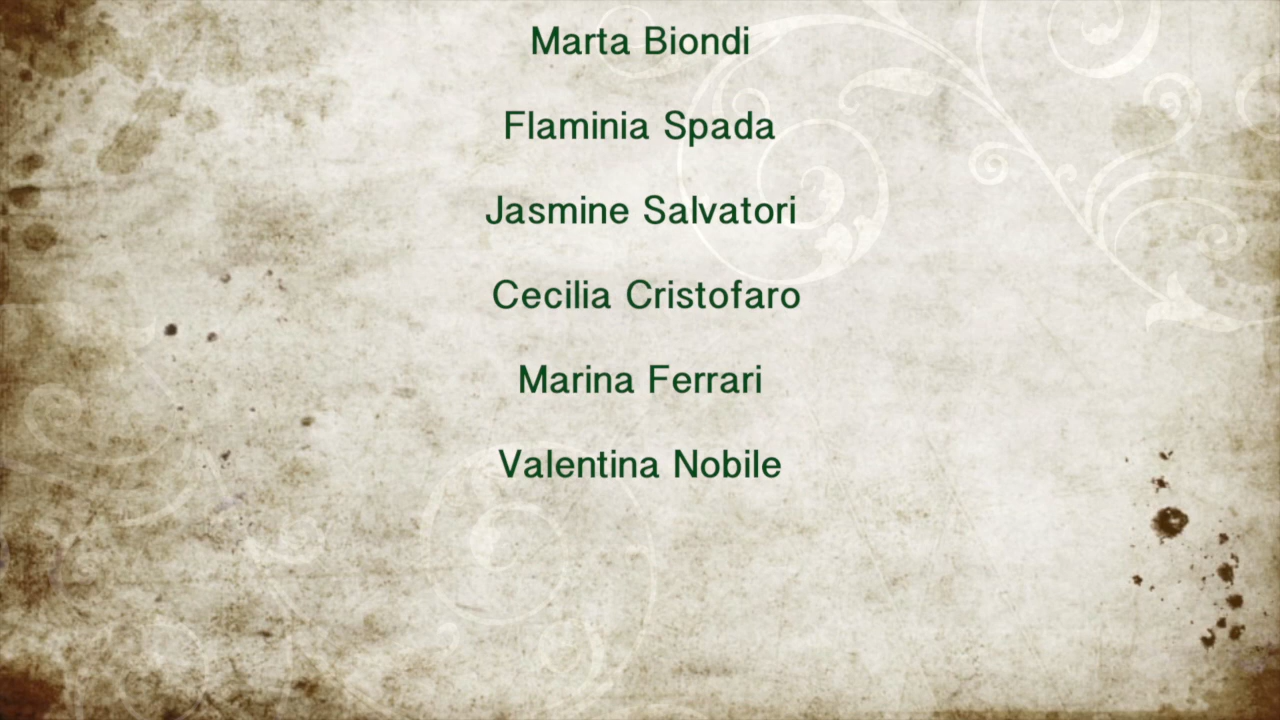 Marta Biondi
Flaminia Spada
Jasmine Salvatori
Cecilia Cristofaro
Marina Ferrari
Valentina Nobile